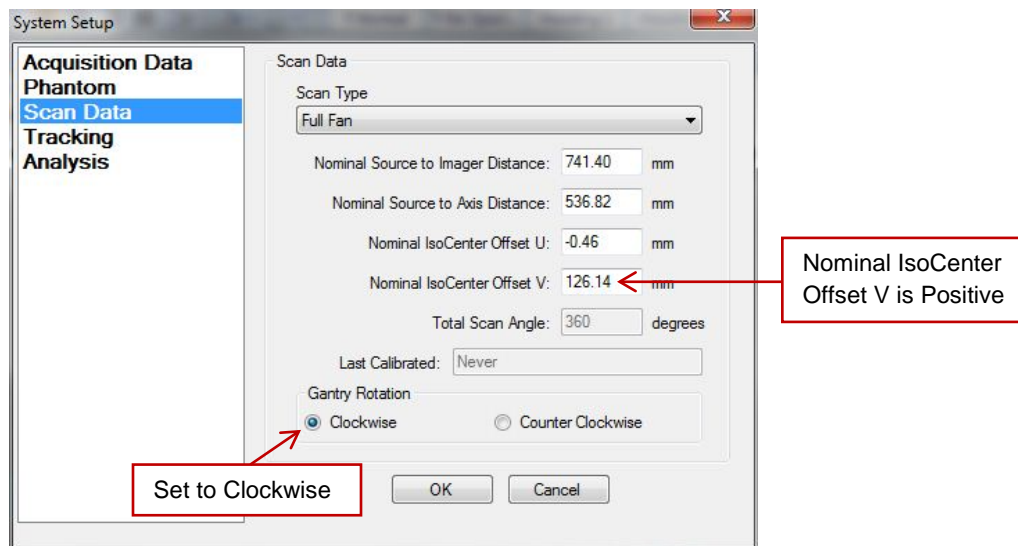 System Setup
Acquisition Data
Phantom
Scan Data
Tracking
Analysis
Scan Data
Scan Type
Full Fan
Nominal Source to Imager Distance: 741.40 mm
Nominal Source to Axis Distance: 536.82 mm
Nominal IsoCenter Offset U: -0.46 mm
Nominal IsoCenter Offset V: 126.14 mm
Total Scan Angle: 360 degrees
Last Calibrated: Never
Gantry Rotation
Clockwise Counter Clockwise
OK Cancel
Nominal IsoCenter
Offset V is Positive
Set to Clockwise